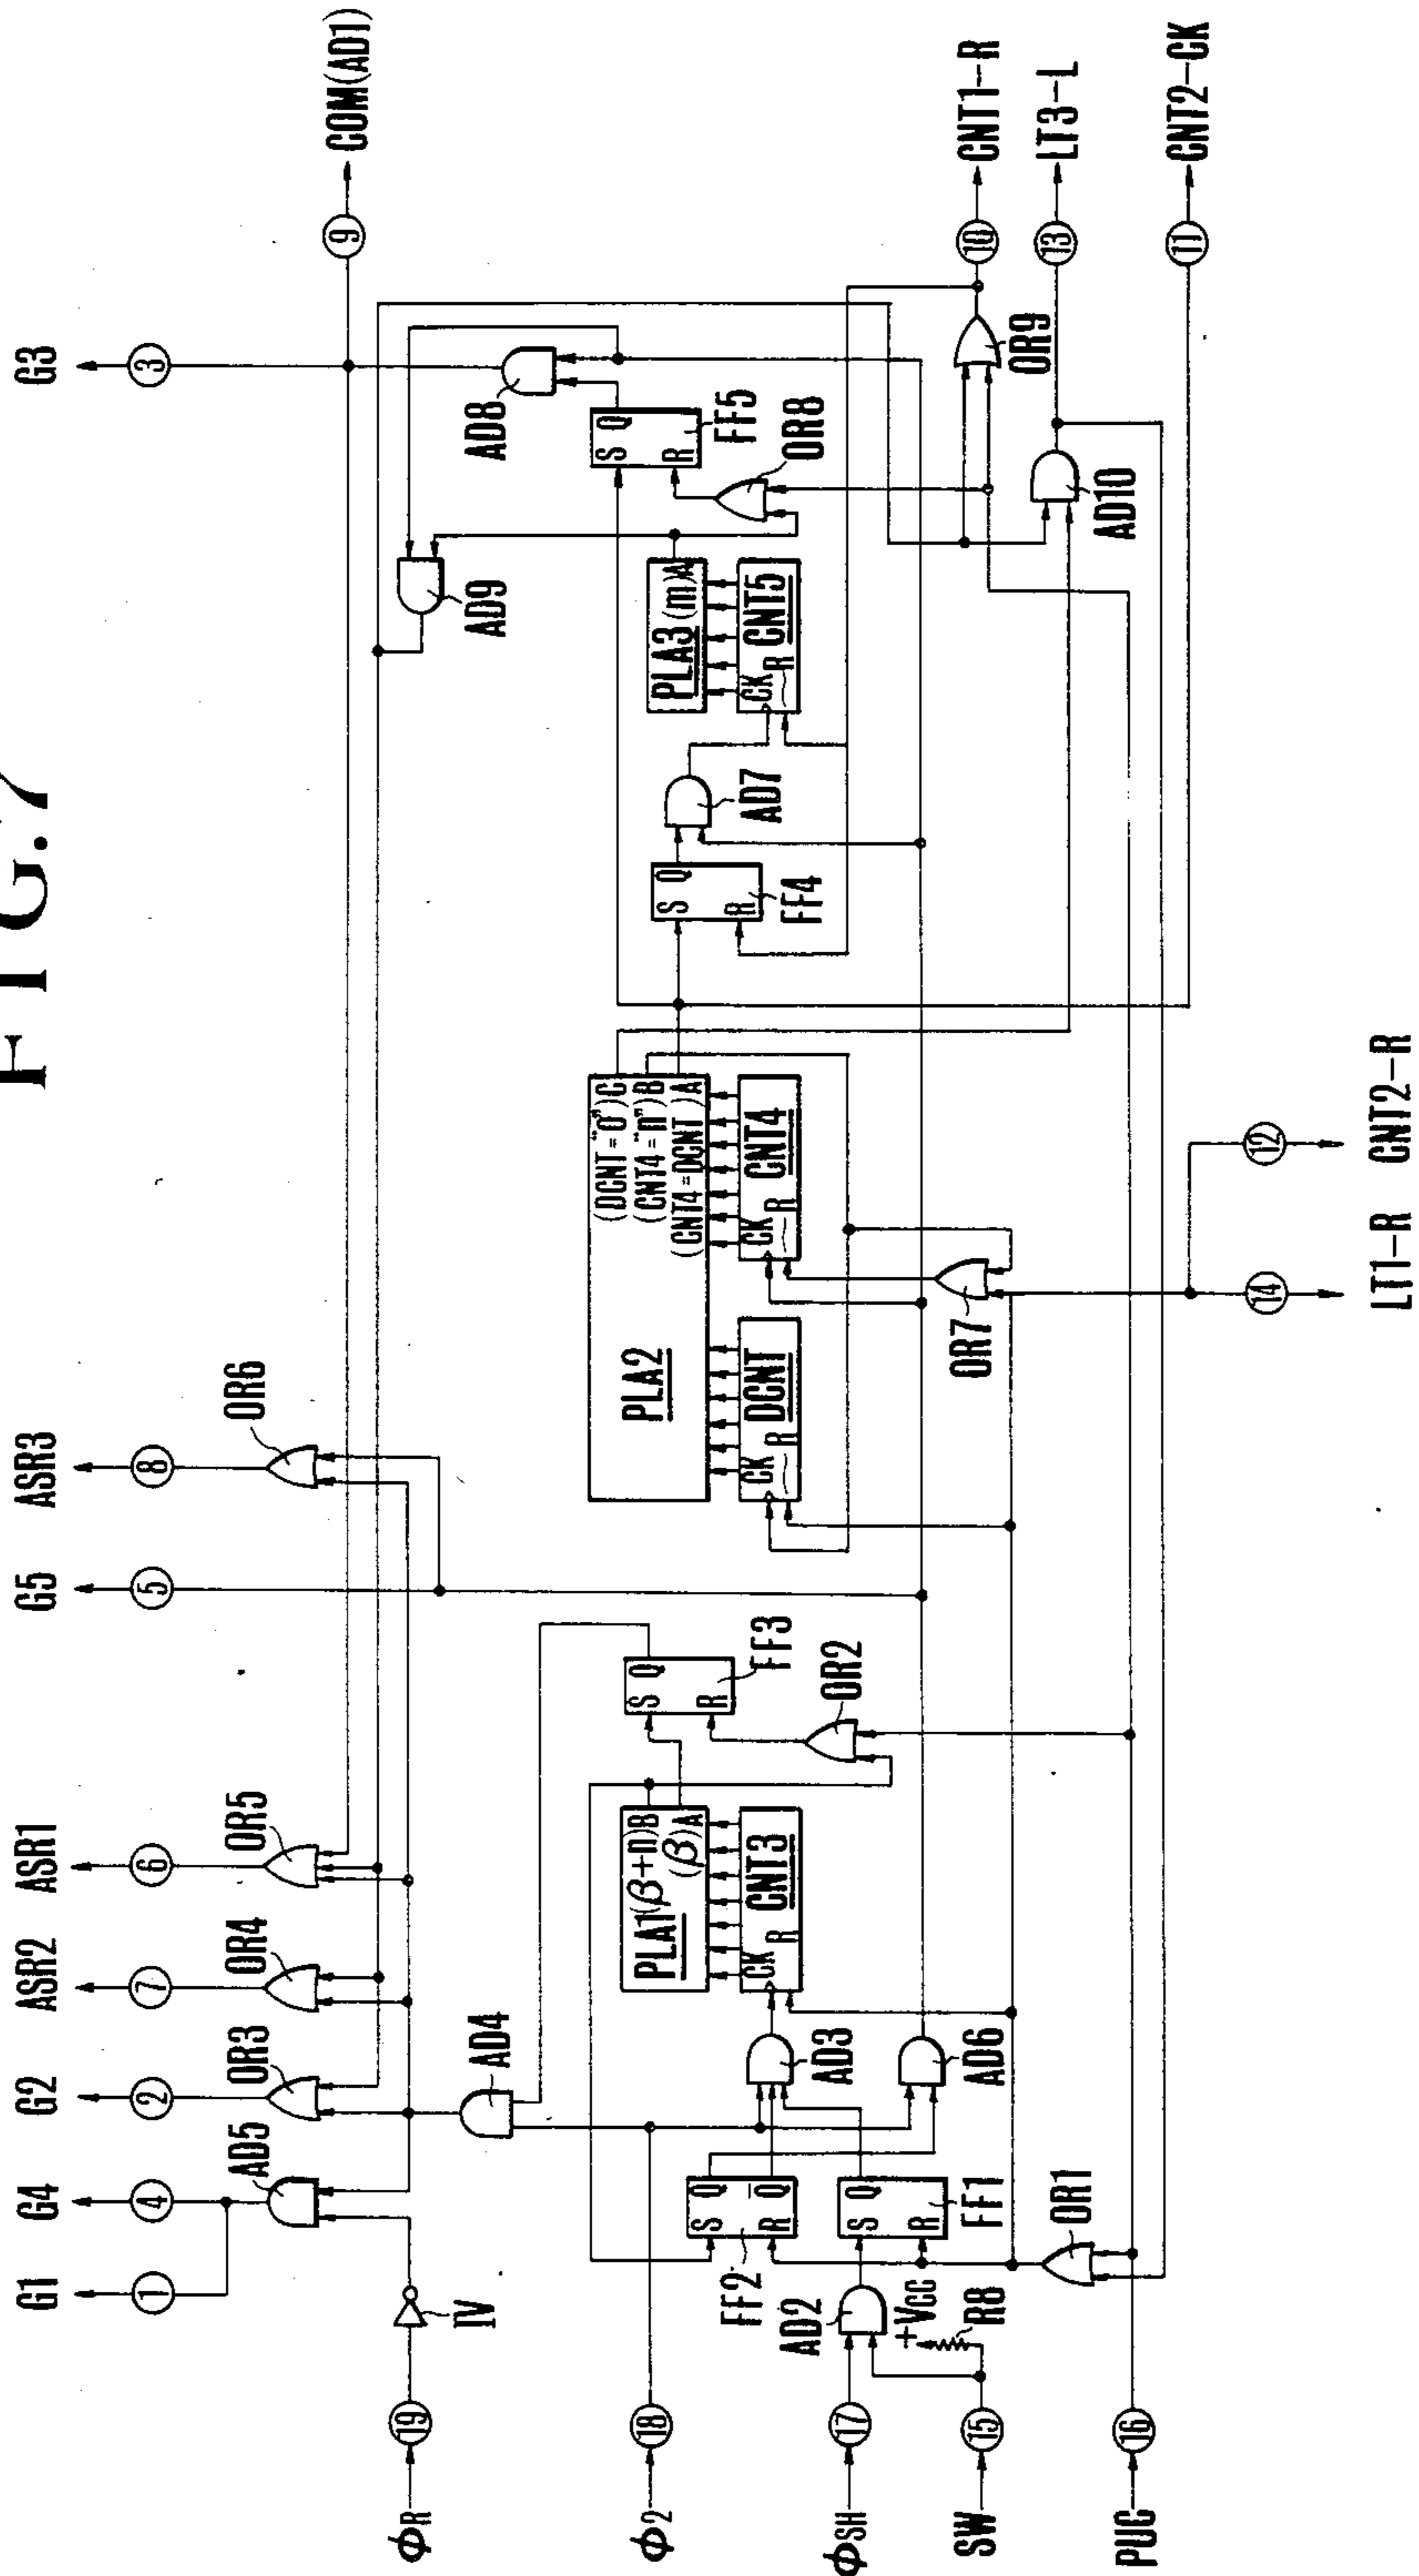 FIG.7
G1
G4
G2
ASR2
ASR1
G5
ASR3
G3
1
4
2
7
6
5
8
3
COM(AD1)
9
AD5
OR3
OR4
OR5
OR6
AD9
AD8
IV
AD4
φR
19
φ2
18
φSH
17
SW
15
PUC
16
AD2
+VCC
R8
FF2
S
Q
R
Q
FF1
S
Q
R
OR1
AD3
AD6
PLA1
(β+n)B
(β)A
CK
CNT3
R
FF3
S
Q
R
OR2
PLA2
(DCNT="0")C
(CNT4="n")B
(CNT4=DCNT)A
CK
DCNT
R
CK
CNT4
R
OR7
14
LT1-R
12
CNT2-R
FF4
S
Q
R
AD7
PLA3
(m)A
CK
CNT5
R
FF5
S
Q
R
OR8
OR9
AD10
10
CNT1-R
13
LT3-L
11
CNT2-CK